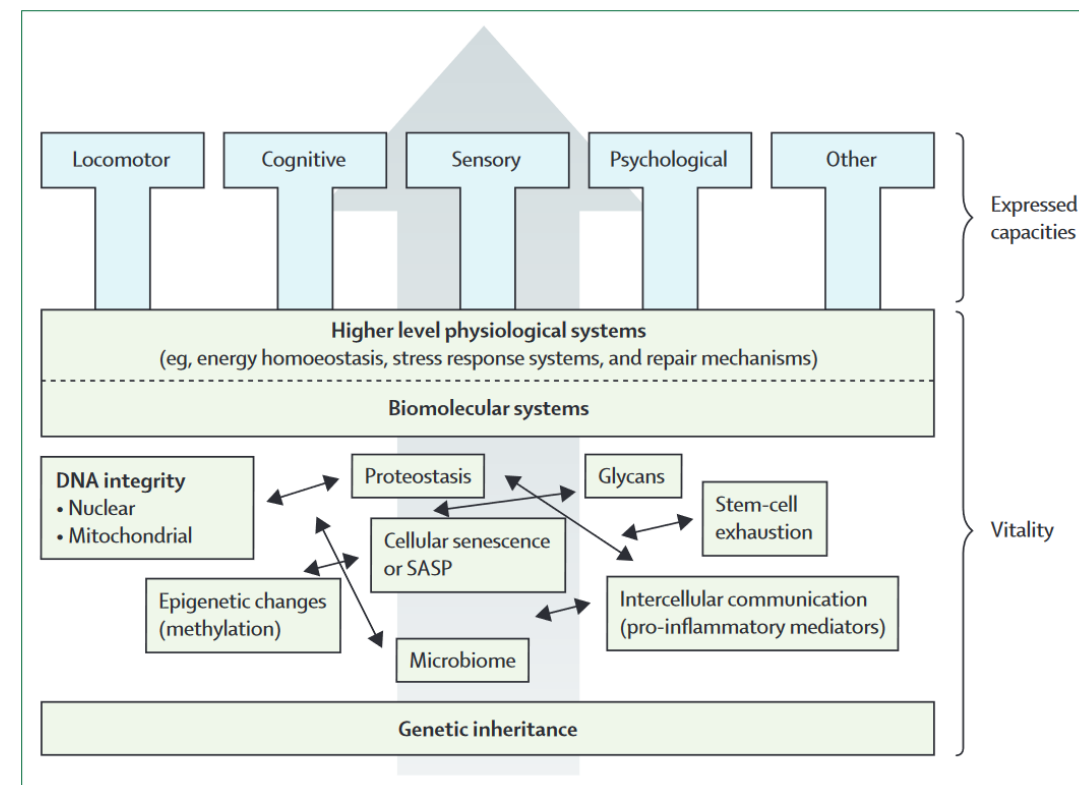 Locomotor
Cognitive
Sensory
Psychological
Other
Expressed
capacities
Higher level physiological systems
(eg, energy homoeostasis, stress response systems, and repair mechanisms)
Biomolecular systems
DNA integrity
• Nuclear
• Mitochondrial
Proteostasis
Glycans
Stem-cell
exhaustion
Cellular senescence
or SASP
Vitality
Epigenetic changes
(methylation)
Intercellular communication
(pro-inflammatory mediators)
Microbiome
Genetic inheritance